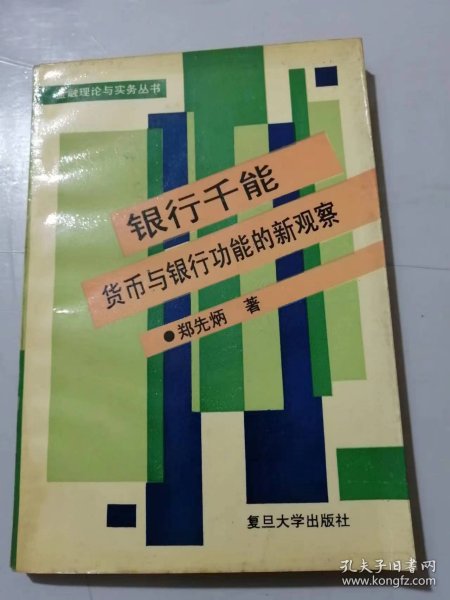 金融理论与实务丛书
银行千能
货币与银行功能的新观察
●郑先炳 著
复旦大学出版社
孔夫子旧书网
www.kongfz.com